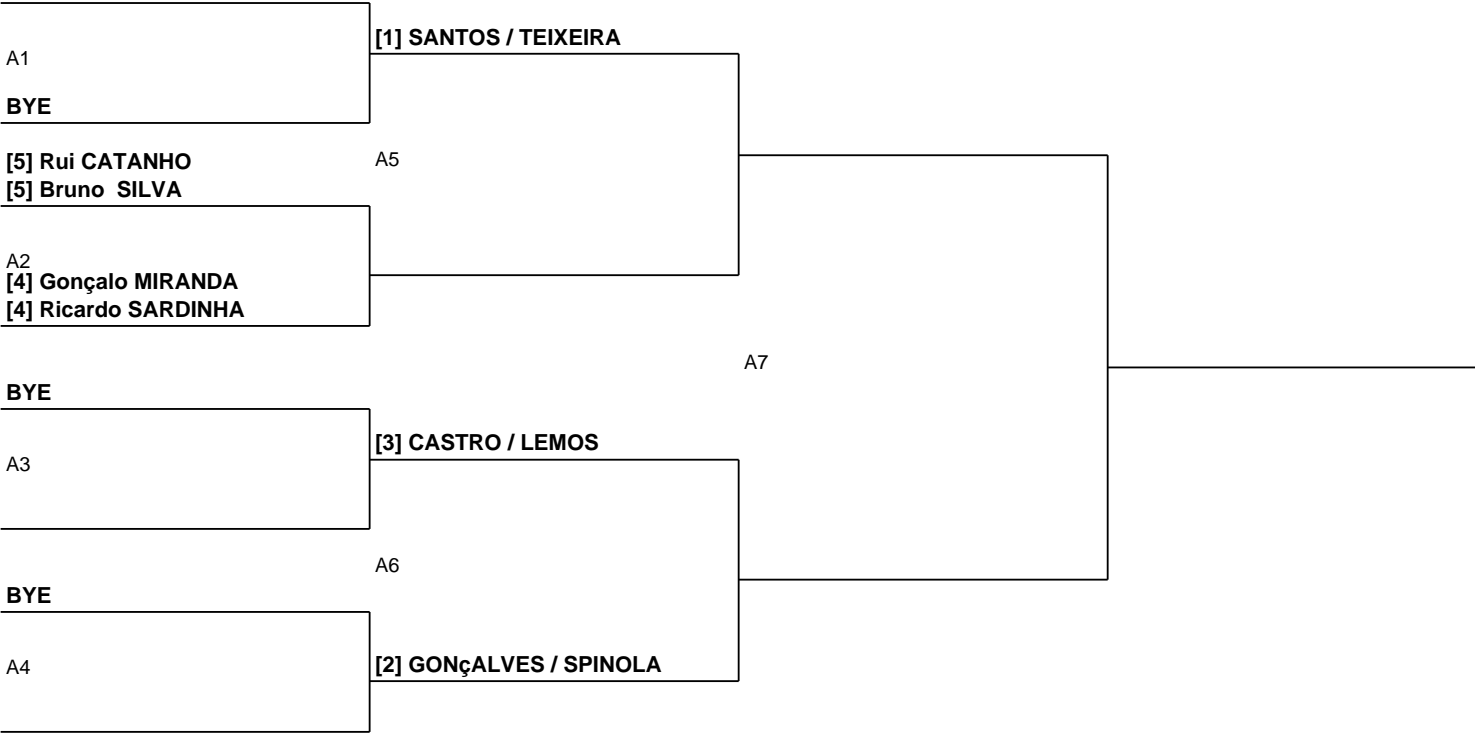 [1] SANTOS / TEIXEIRA
A1
BYE
[5] Rui CATANHO
[5] Bruno  SILVA
A5
A2
[4] Gonçalo MIRANDA
[4] Ricardo SARDINHA
A7
BYE
[3] CASTRO / LEMOS
A3
A6
BYE
A4
[2] GONçALVES / SPINOLA